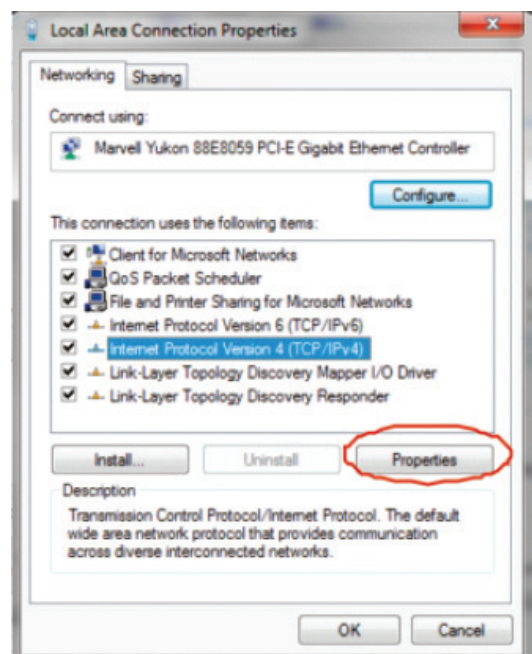 Local Area Connection Properties
Networking
Sharing
Connect using:
Marvell Yukon 88E8059 PCI-E Gigabit Ethernet Controller
Configure...
This connection uses the following items:
Client for Microsoft Networks
QoS Packet Scheduler
File and Printer Sharing for Microsoft Networks
Internet Protocol Version 6 (TCP/IPv6)
Internet Protocol Version 4 (TCP/IPv4)
Link-Layer Topology Discovery Mapper I/O Driver
Link-Layer Topology Discovery Responder
Install...
Uninstall
Properties
Description
Transmission Control Protocol/Internet Protocol. The default
wide area network protocol that provides communication
across diverse interconnected networks.
OK
Cancel